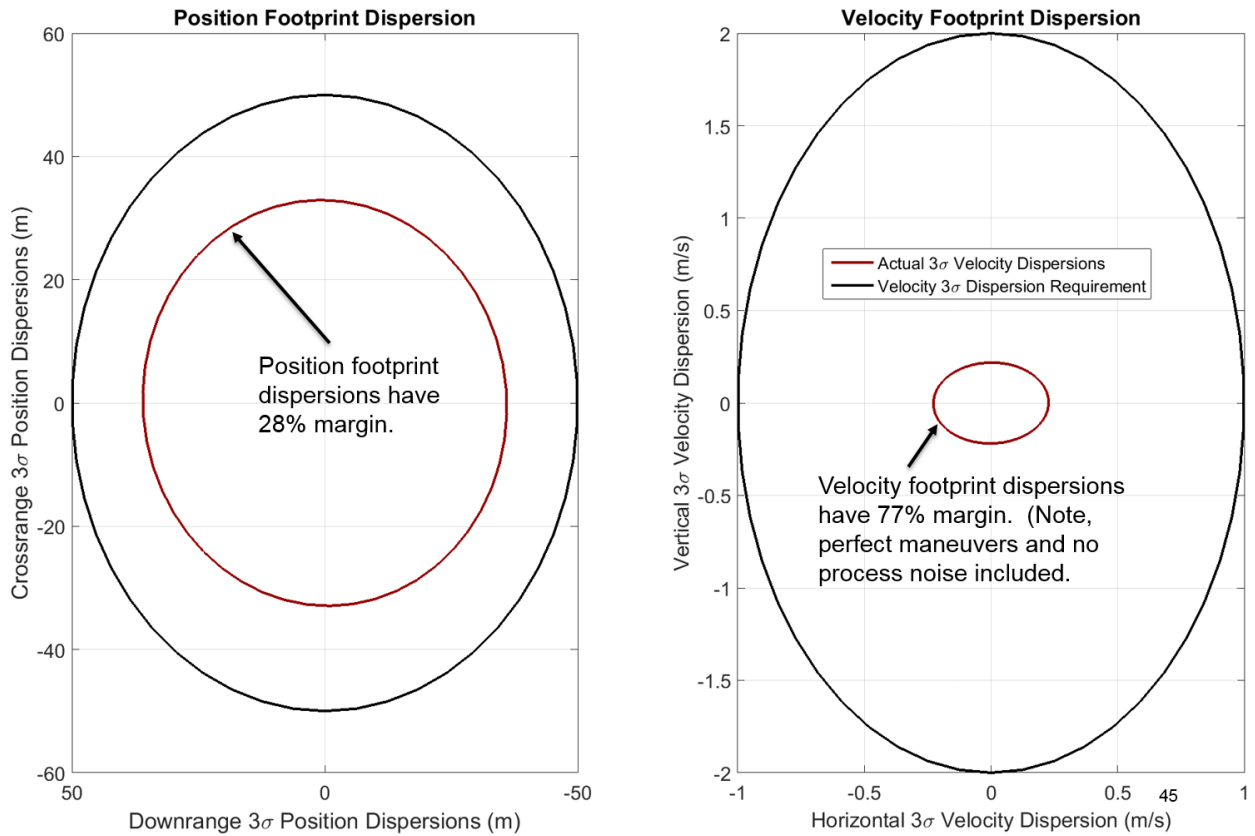 Position Footprint Dispersion
60
40
20
0
-20
-40
-60
50
0
-50
Crossrange 3σ Position Dispersions (m)
Downrange 3σ Position Dispersions (m)
Position footprint
dispersions have
28% margin.
Velocity Footprint Dispersion
2
1.5
1
0.5
0
-0.5
-1
-1.5
-2
-1
-0.5
0
0.5
1
Vertical 3σ Velocity Dispersion (m/s)
Horizontal 3σ Velocity Dispersion (m/s)
Actual 3σ Velocity Dispersions
Velocity 3σ Dispersion Requirement
Velocity footprint dispersions
have 77% margin.  (Note,
perfect maneuvers and no
process noise included.
45